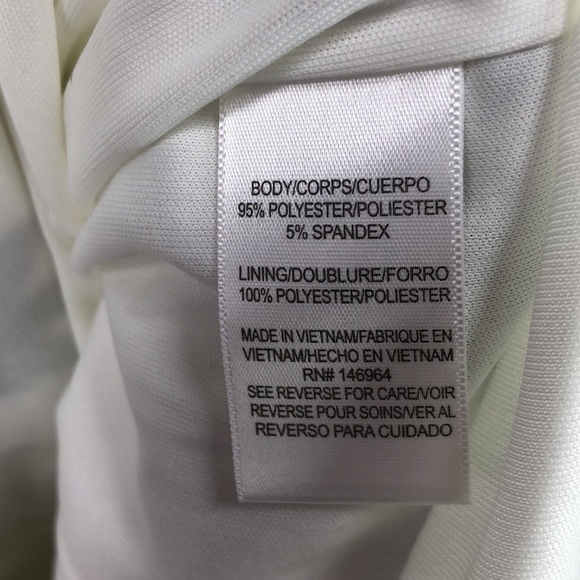 BODY/CORPS/CUERPO
95% POLYESTER/POLIESTER
5% SPANDEX
LINING/DOUBLURE/FORRO
100% POLYESTER/POLIESTER
MADE IN VIETNAM/FABRIQUE EN
VIETNAM/HECHO EN VIETNAM
RN# 146964
SEE REVERSE FOR CARE/VOIR
REVERSE POUR SOINS/VER AL
REVERSO PARA CUIDADO